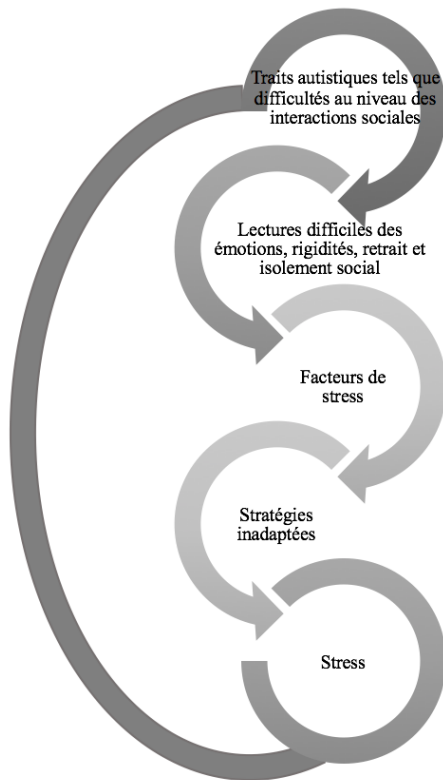 Traits autistiques tels que
difficultés au niveau des
interactions sociales
Lectures difficiles des
émotions, rigidités, retrait et
isolement social
Facteurs de
stress
Stratégies
inadaptées
Stress